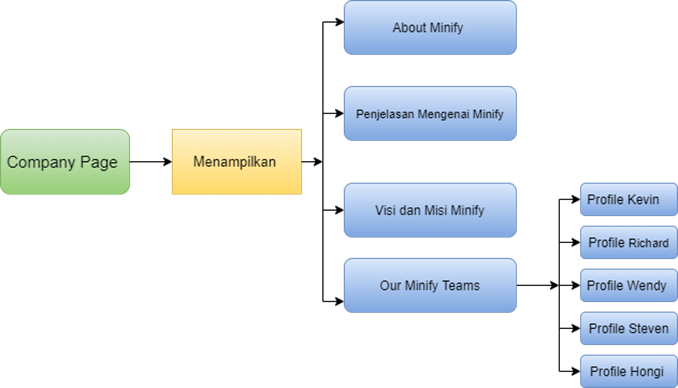 Company Page
Menampilkan
About Minify
Penjelasan Mengenai Minify
Visi dan Misi Minify
Our Minify Teams
Profile Kevin
Profile Richard
Profile Wendy
Profile Steven
Profile Hongi